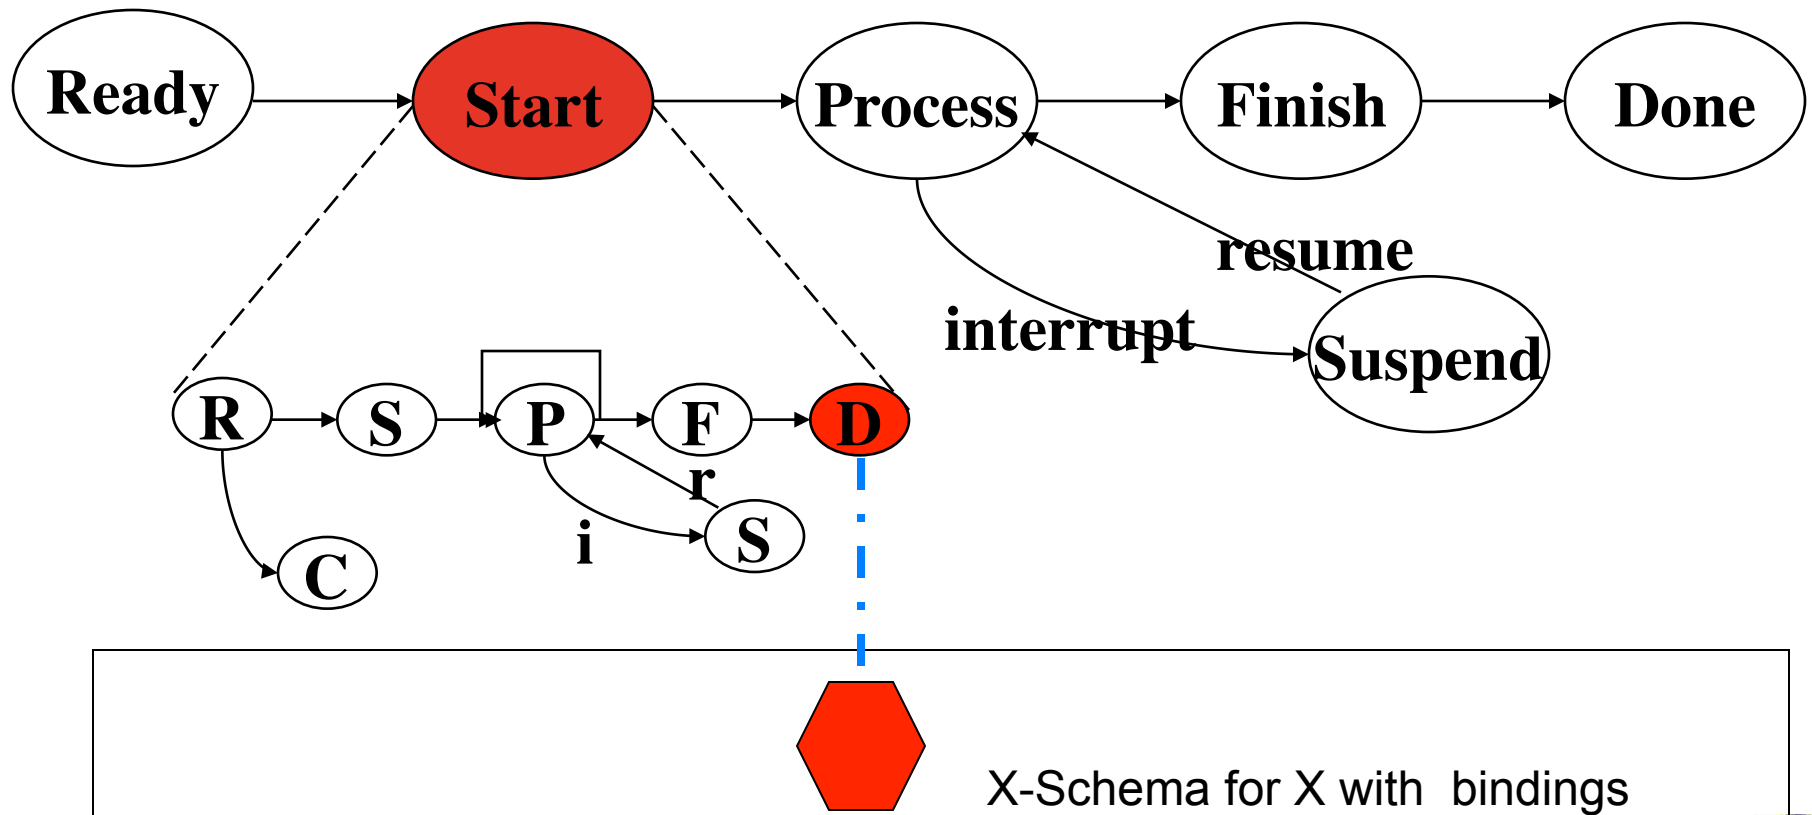 Ready
Start
Process
Finish
Done
resume
interrupt
Suspend
R
S
P
F
D
r
i
S
C
X-Schema for X with  bindings